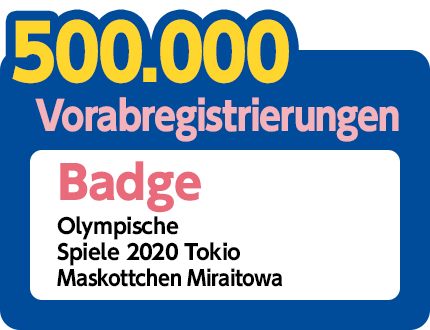 500.000
Vorabregistrierungen
Badge
Olympische
Spiele 2020 Tokio
Maskottchen Miraitowa